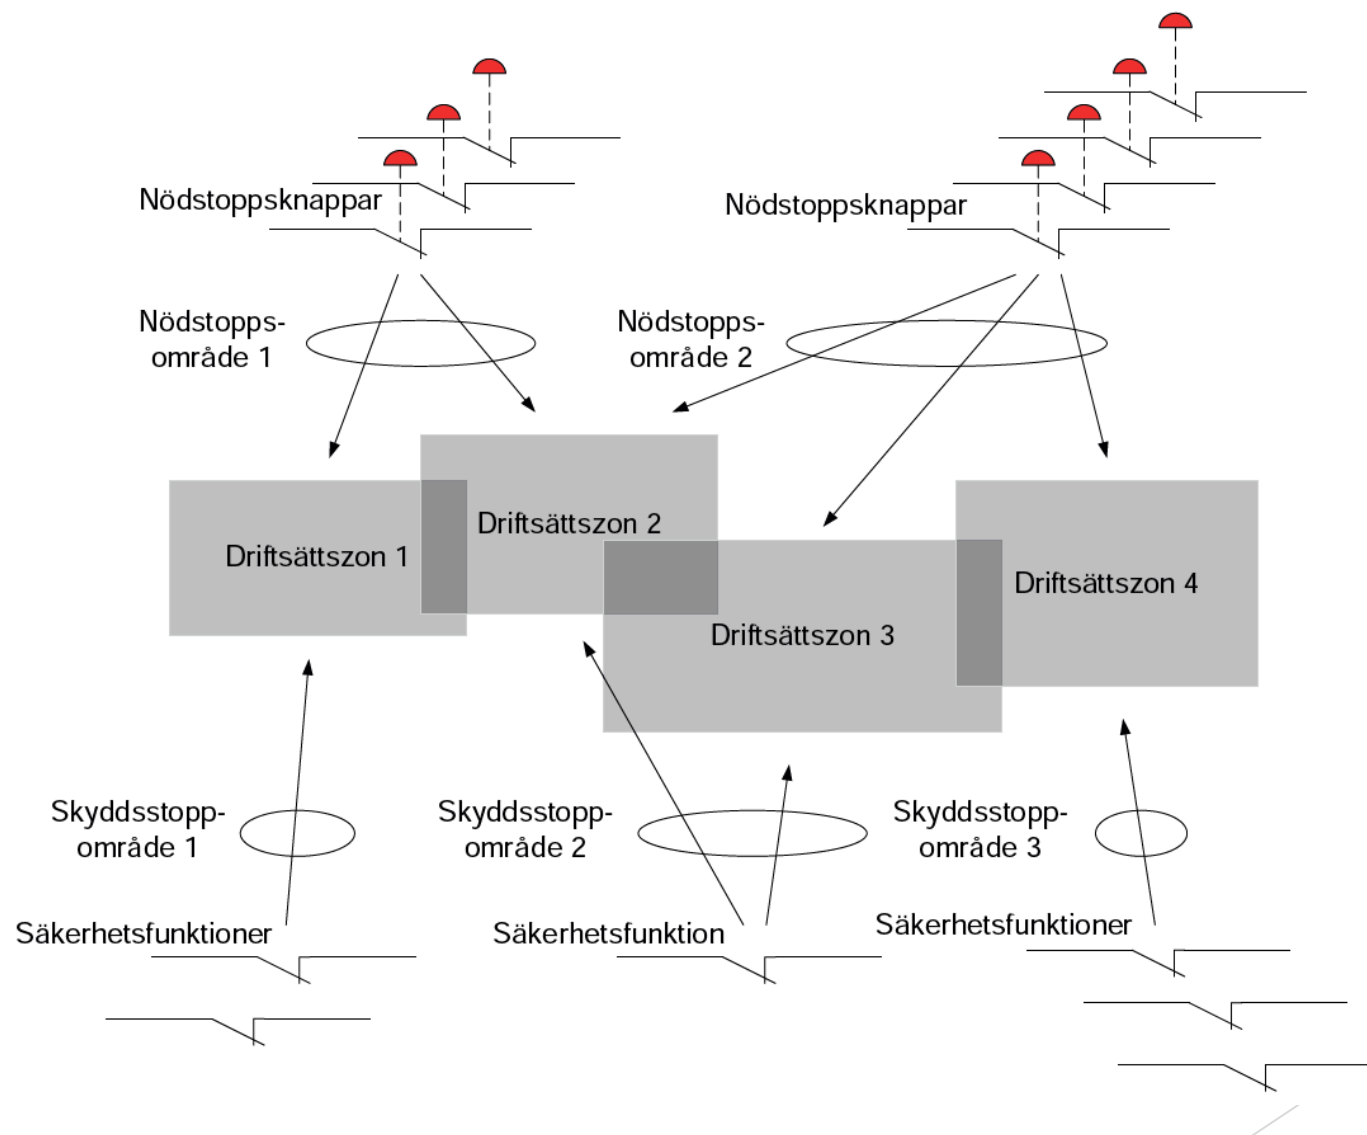 Nödstoppsknappar
Nödstoppsknappar
Nödstopps-
område 1
Nödstopps-
område 2
Driftsättszon 1
Driftsättszon 2
Driftsättszon 3
Driftsättszon 4
Skyddsstopp-
område 1
Skyddsstopp-
område 2
Skyddsstopp-
område 3
Säkerhetsfunktioner
Säkerhetsfunktion
Säkerhetsfunktioner